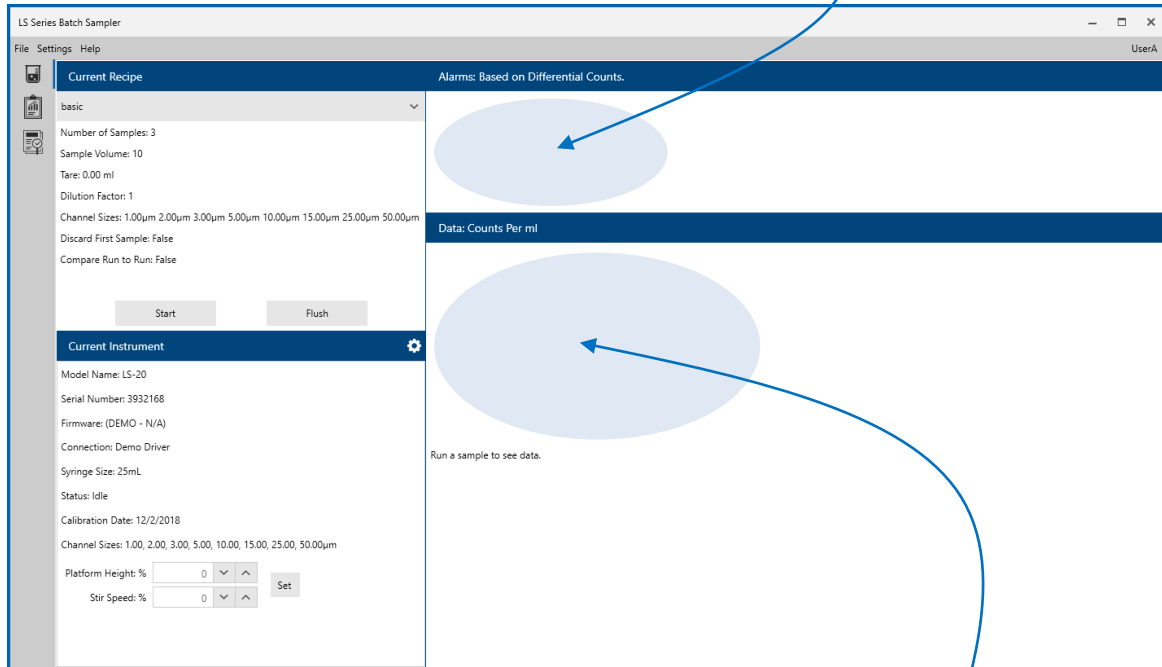 LS Series Batch Sampler
File Settings Help
UserA
Current Recipe
basic
Number of Samples: 3
Sample Volume: 10
Tare: 0.00 ml
Dilution Factor: 1
Channel Sizes: 1.00µm 2.00µm 3.00µm 5.00µm 10.00µm 15.00µm 25.00µm 50.00µm
Discard First Sample: False
Compare Run to Run: False
Start
Flush
Current Instrument
Model Name: LS-20
Serial Number: 3932168
Firmware: (DEMO - N/A)
Connection: Demo Driver
Syringe Size: 25mL
Status: Idle
Calibration Date: 12/2/2018
Channel Sizes: 1.00, 2.00, 3.00, 5.00, 10.00, 15.00, 25.00, 50.00µm
Platform Height: % 0
Set
Stir Speed: % 0
Alarms: Based on Differential Counts.
Data: Counts Per ml
Run a sample to see data.